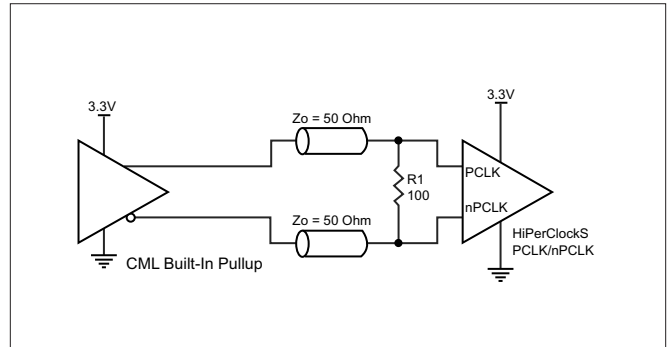 3.3V
3.3V
Zo = 50 Ohm
PCLK
R1
100
nPCLK
Zo = 50 Ohm
HiPerClockS
PCLK/nPCLK
CML Built-In Pullup